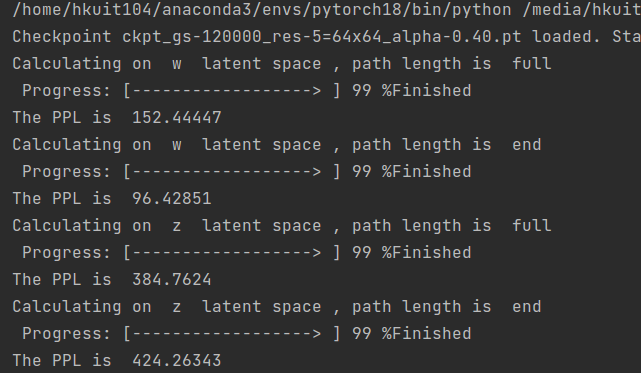 /home/hkuit104/anaconda3/envs/pytorch18/bin/python /media/hkuit
Checkpoint ckpt_gs-120000_res-5=64x64_alpha-0.40.pt loaded. Sta
Calculating on  w  latent space , path length is  full
 Progress: [------------------> ] 99 %Finished
The PPL is  152.44447
Calculating on  w  latent space , path length is  end
 Progress: [------------------> ] 99 %Finished
The PPL is  96.42851
Calculating on  z  latent space , path length is  full
 Progress: [------------------> ] 99 %Finished
The PPL is  384.7624
Calculating on  z  latent space , path length is  end
 Progress: [------------------> ] 99 %Finished
The PPL is  424.26343